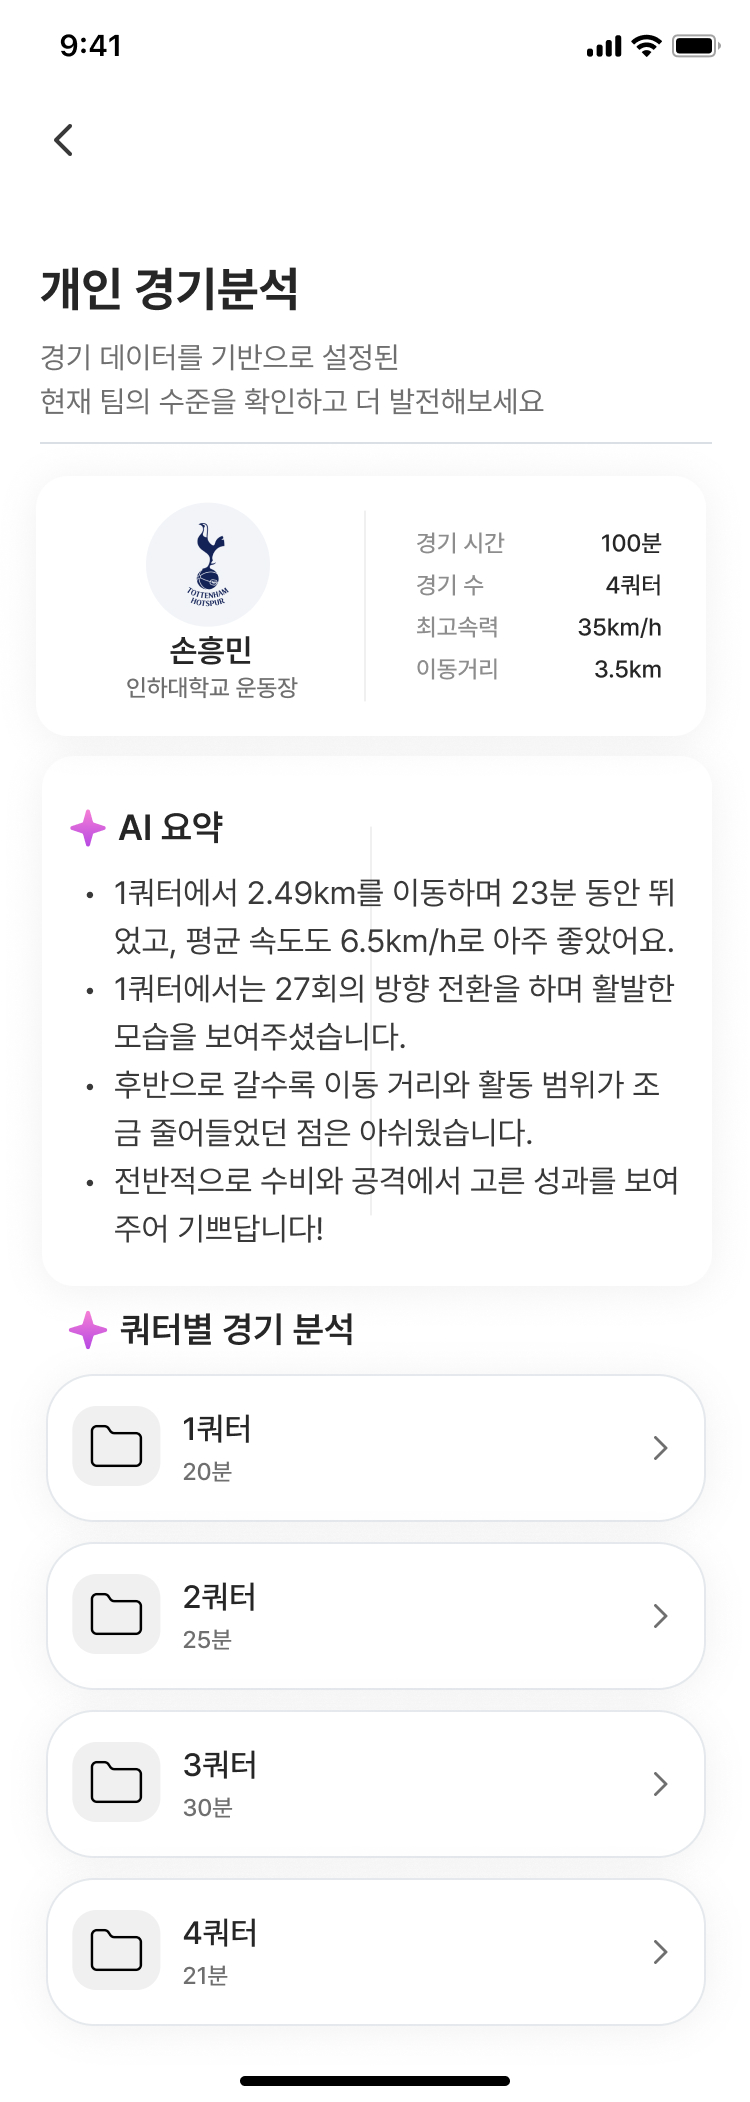 9:41
개인 경기분석
경기 데이터를 기반으로 설정된
현재 팀의 수준을 확인하고 더 발전해보세요
TOTTENHAM
HOTSPUR
손흥민
인하대학교 운동장
경기 시간 100분
경기 수 4쿼터
최고속력 35km/h
이동거리 3.5km
AI 요약
• 1쿼터에서 2.49km를 이동하며 23분 동안 뛰
었고, 평균 속도도 6.5km/h로 아주 좋았어요.
• 1쿼터에서는 27회의 방향 전환을 하며 활발한
모습을 보여주셨습니다.
• 후반으로 갈수록 이동 거리와 활동 범위가 조
금 줄어들었던 점은 아쉬웠습니다.
• 전반적으로 수비와 공격에서 고른 성과를 보여
주어 기쁘답니다!
쿼터별 경기 분석
1쿼터
20분
2쿼터
25분
3쿼터
30분
4쿼터
21분